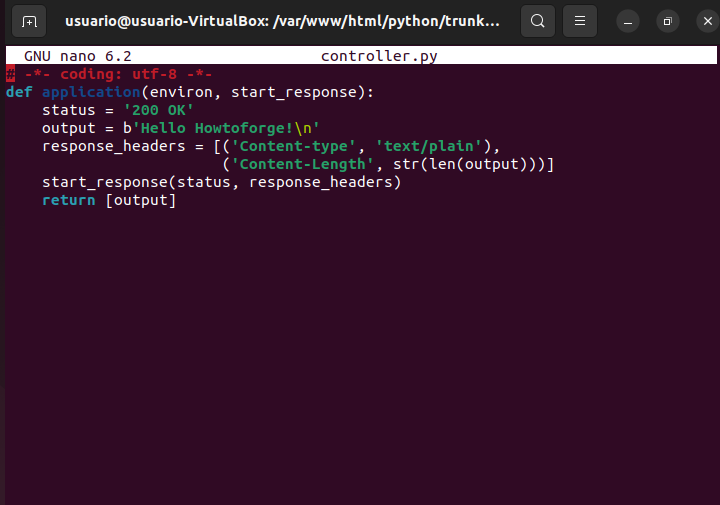 usuario@usuario-VirtualBox: /var/www/html/python/trunk...
GNU nano 6.2 controller.py
# -*- coding: utf-8 -*-
def application(environ, start_response):
    status = '200 OK'
    output = b'Hello Howtoforge!\n'
    response_headers = [('Content-type', 'text/plain'),
                        ('Content-Length', str(len(output)))]
    start_response(status, response_headers)
    return [output]